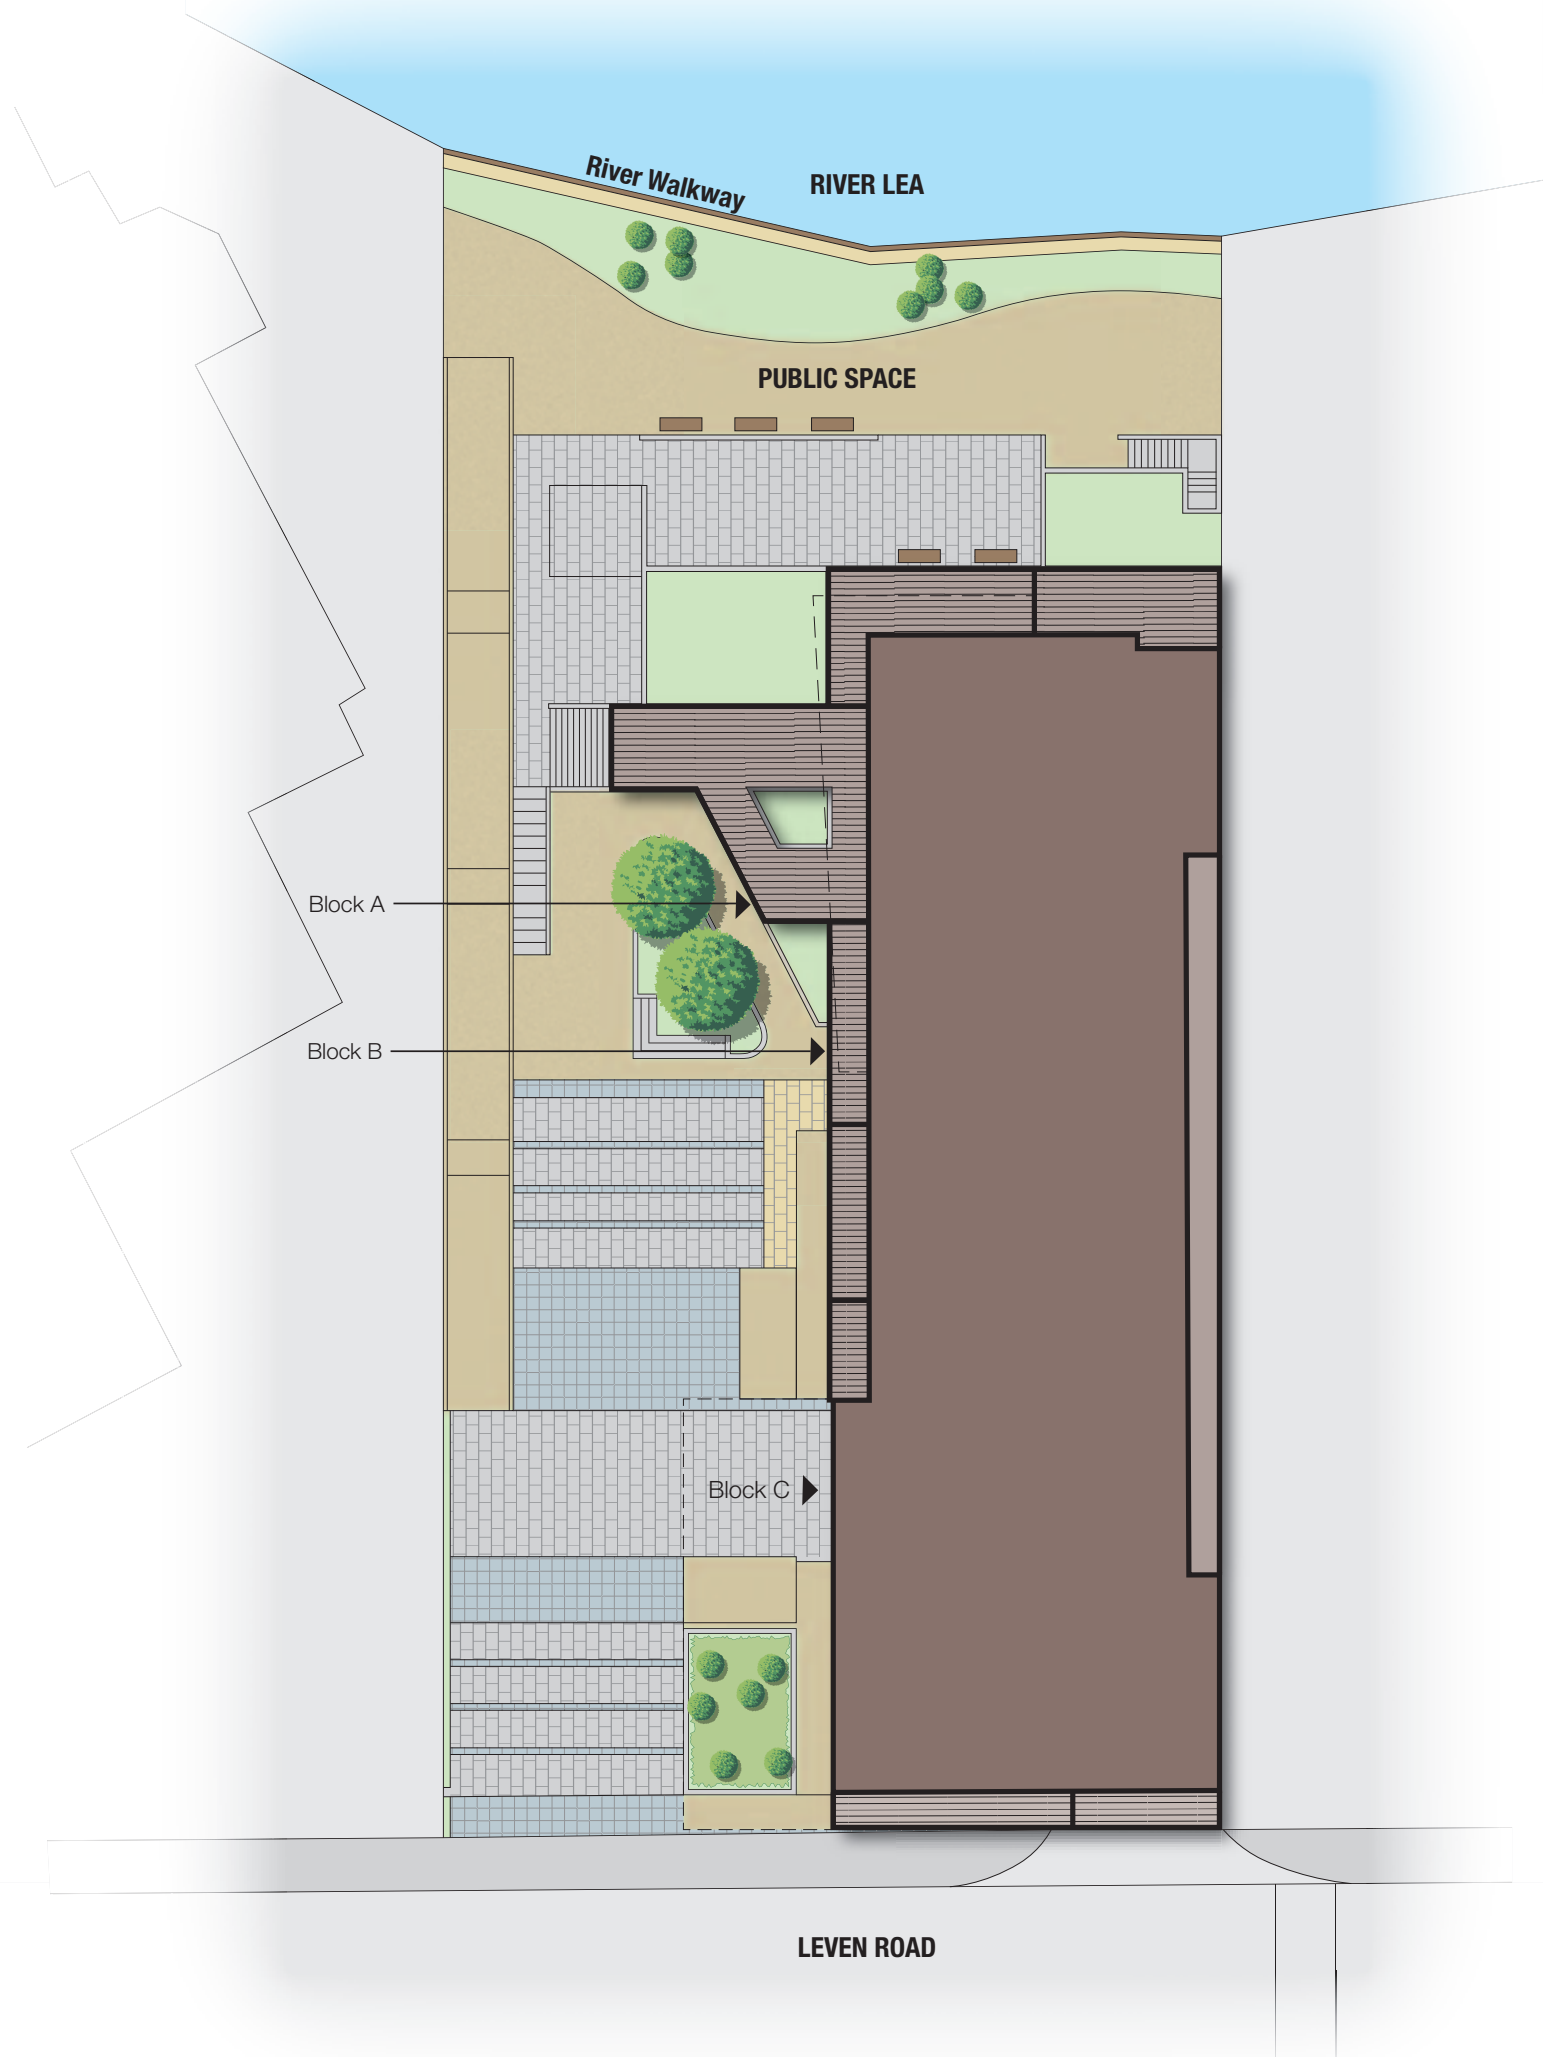 River Walkway
RIVER LEA
PUBLIC SPACE
Block A
Block B
Block C
LEVEN ROAD